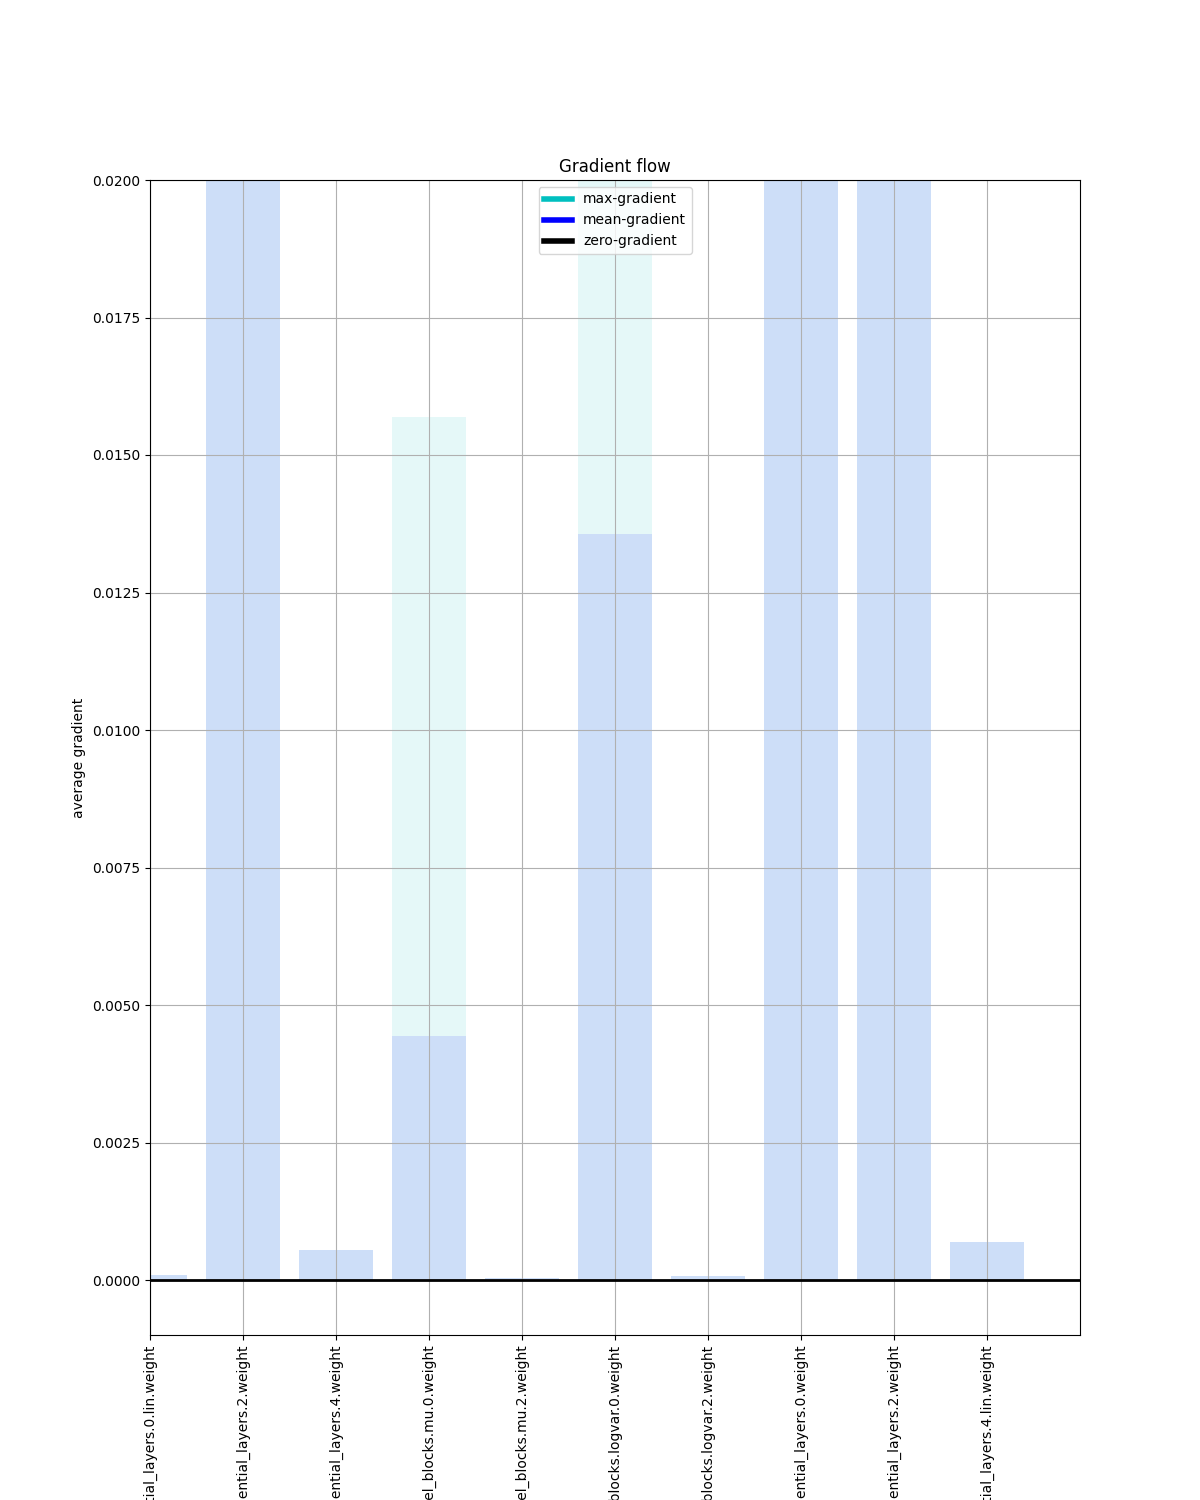 Gradient flow
max-gradient
mean-gradient
zero-gradient
0.0200
0.0175
0.0150
0.0125
0.0100
0.0075
0.0050
0.0025
0.0000
average gradient
tial_layers.0.lin.weight
ential_layers.2.weight
ential_layers.4.weight
el_blocks.mu.0.weight
el_blocks.mu.2.weight
blocks.logvar.0.weight
blocks.logvar.2.weight
ential_layers.0.weight
ential_layers.2.weight
tial_layers.4.lin.weight